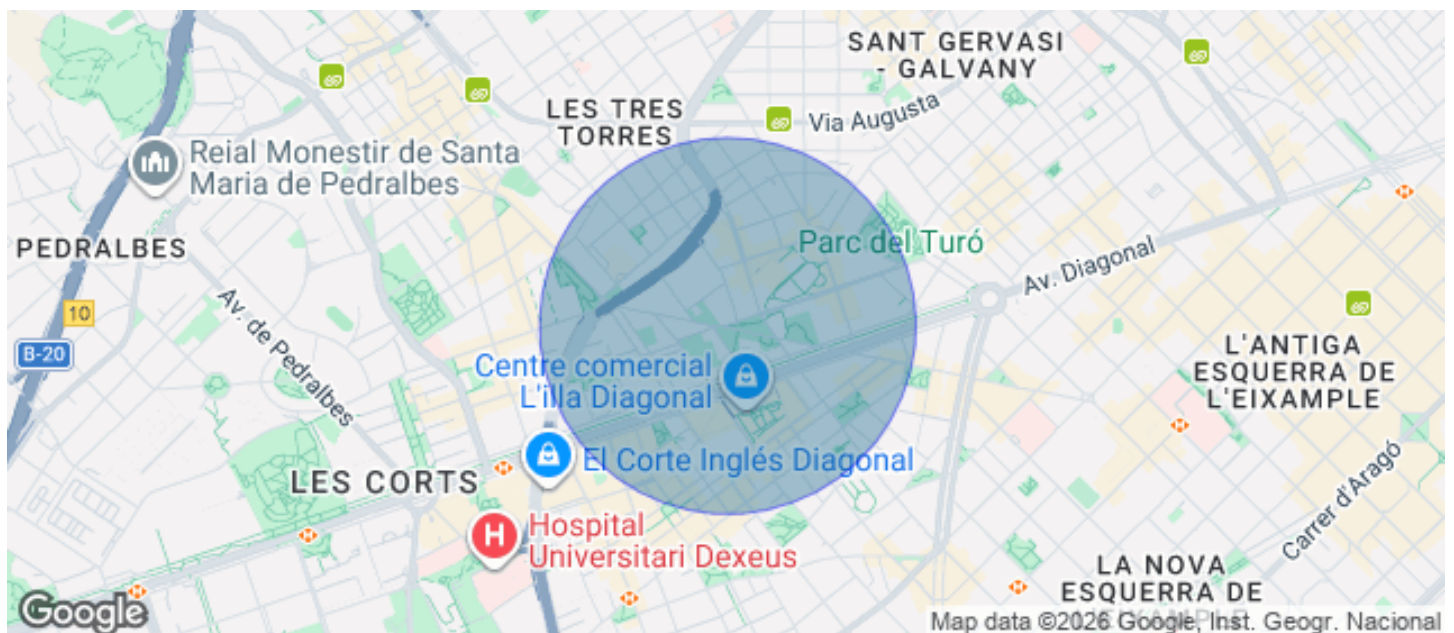 SANT GERVASI
- GALVANY
LES TRES
TORRES
Via Augusta
Reial Monestir de Santa
Maria de Pedralbes
PEDRALBES
Parc del Turó
Av. Diagonal
10
B-20
Av. de Pedralbes
L'ANTIGA
ESQUERRA DE
L'EIXAMPLE
Centre comercial
L'illa Diagonal
El Corte Inglés Diagonal
LES CORTS
Carrer d'Aragó
H
Hospital
Universitari Dexeus
LA NOVA
ESQUERRA DE
L'EIXAMPLE
Google
Map data ©2026 Google, Inst. Geogr. Nacional